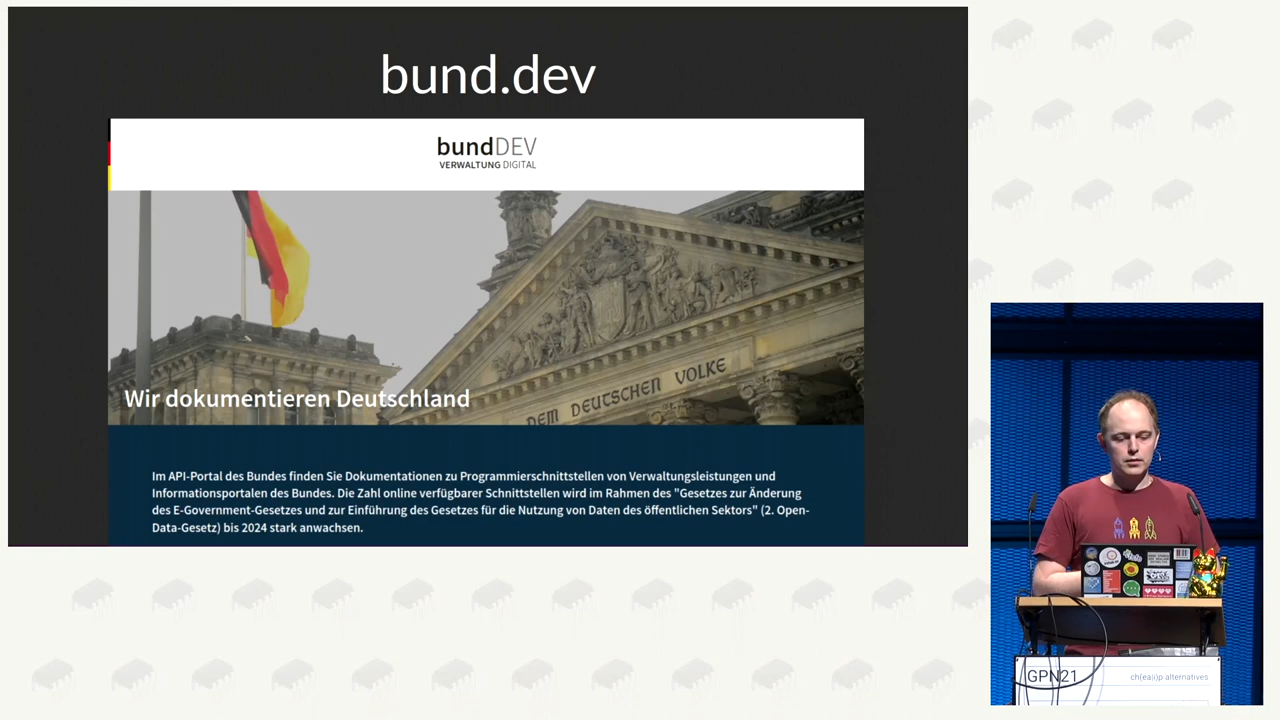 bund.dev
bundDEV
VERWALTUNG DIGITAL
DEM DEUTSCHEN VOLKE
Wir dokumentieren Deutschland
Im API-Portal des Bundes finden Sie Dokumentationen zu Programmierschnittstellen von Verwaltungsleistungen und
Informationsportalen des Bundes. Die Zahl online verfügbarer Schnittstellen wird im Rahmen des "Gesetzes zur Änderung
des E-Government-Gesetzes und zur Einführung des Gesetzes für die Nutzung von Daten des öffentlichen Sektors" (2. Open-
Data-Gesetz) bis 2024 stark anwachsen.
GPN21
ch(ea)i)p alternatives